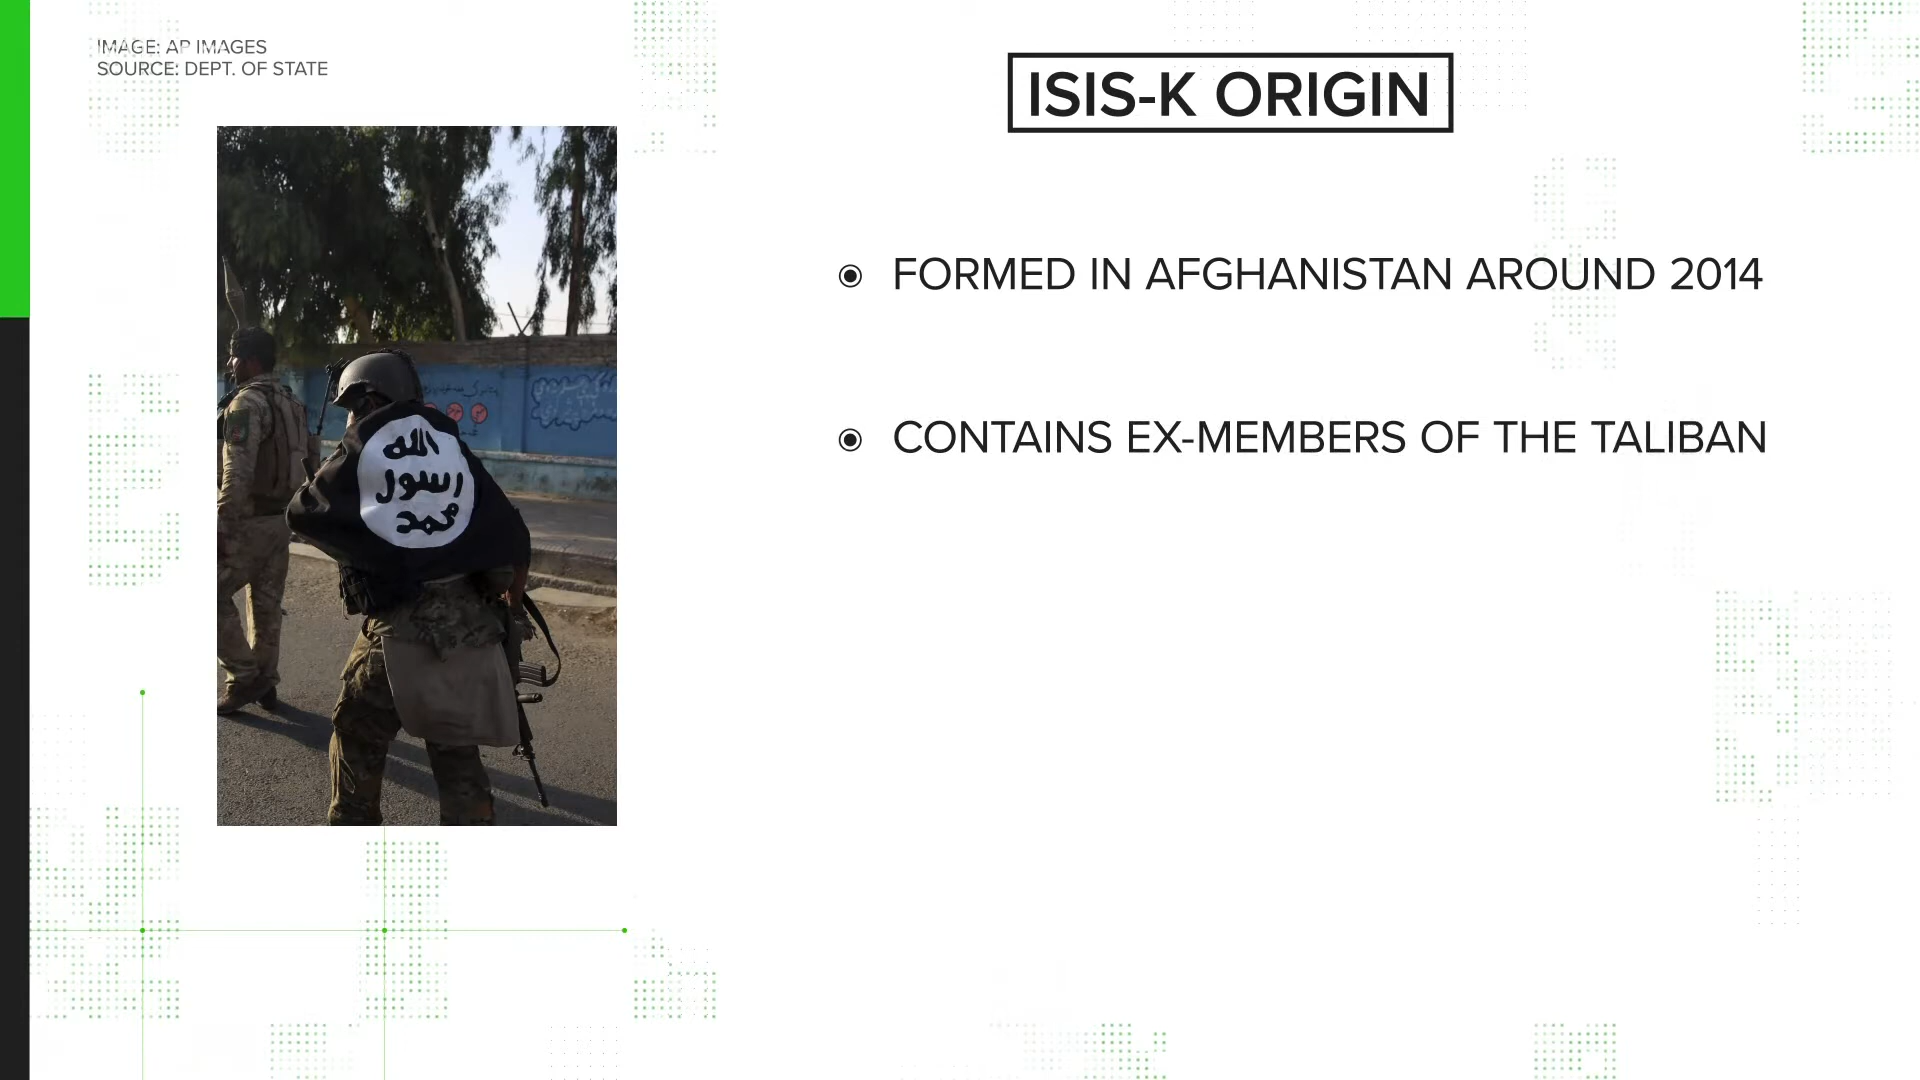 IMAGE: AP IMAGES
SOURCE: DEPT. OF STATE
ISIS-K ORIGIN
FORMED IN AFGHANISTAN AROUND 2014
CONTAINS EX-MEMBERS OF THE TALIBAN
الله
رسول
محمد